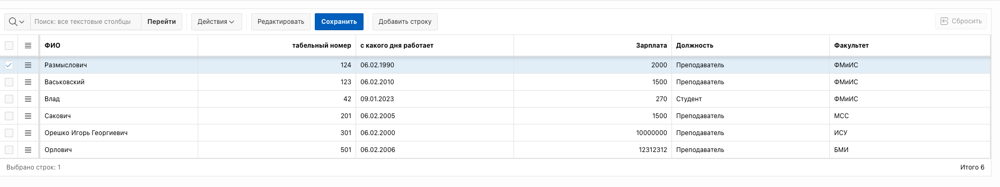 Поиск: все текстовые столбцы Перейти Действия Редактировать Сохранить Добавить строку Сбросить
ФИО табельный номер с какого дня работает Зарплата Должность Факультет
Размыслович 124 06.02.1990 2000 Преподаватель ФМиИС
Васьковский 123 06.02.2010 1500 Преподаватель ФМиИС
Влад 42 09.01.2023 270 Студент ФМиИС
Сакович 201 06.02.2005 1500 Преподаватель МСС
Орешко Игорь Георгиевич 301 06.02.2000 10000000 Преподаватель ИСУ
Орлович 501 06.02.2006 12312312 Преподаватель БМИ
Выбрано строк: 1 Итого 6